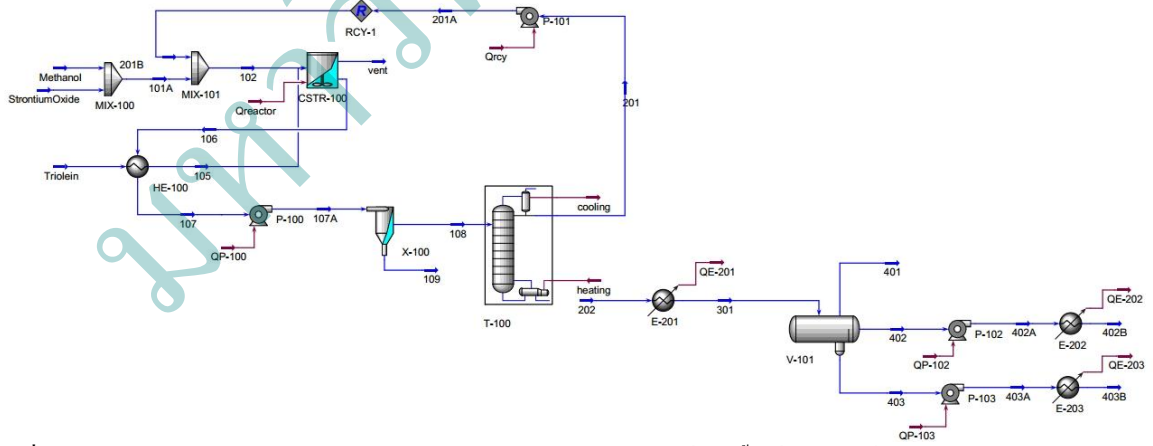 201A
P-101
RCY-1
Qrcy
Methanol
201B
StrontiumOxide
MIX-100
101A
MIX-101
102
CSTR-100
vent
Qreactor
201
106
Triolein
HE-100
105
107
P-100
107A
QP-100
X-100
108
109
cooling
heating
T-100
202
E-201
QE-201
301
401
V-101
402
P-102
402A
QP-102
E-202
QE-202
402B
403
P-103
403A
QP-103
E-203
QE-203
403B